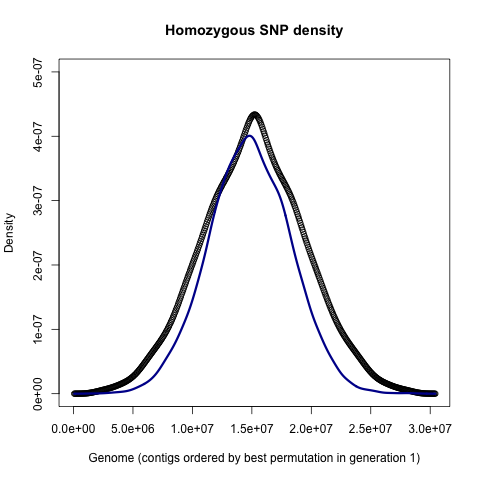 Homozygous SNP density
Density
5e-07
4e-07
3e-07
2e-07
1e-07
0e+00
0.0e+00 5.0e+06 1.0e+07 1.5e+07 2.0e+07 2.5e+07 3.0e+07
Genome (contigs ordered by best permutation in generation 1)